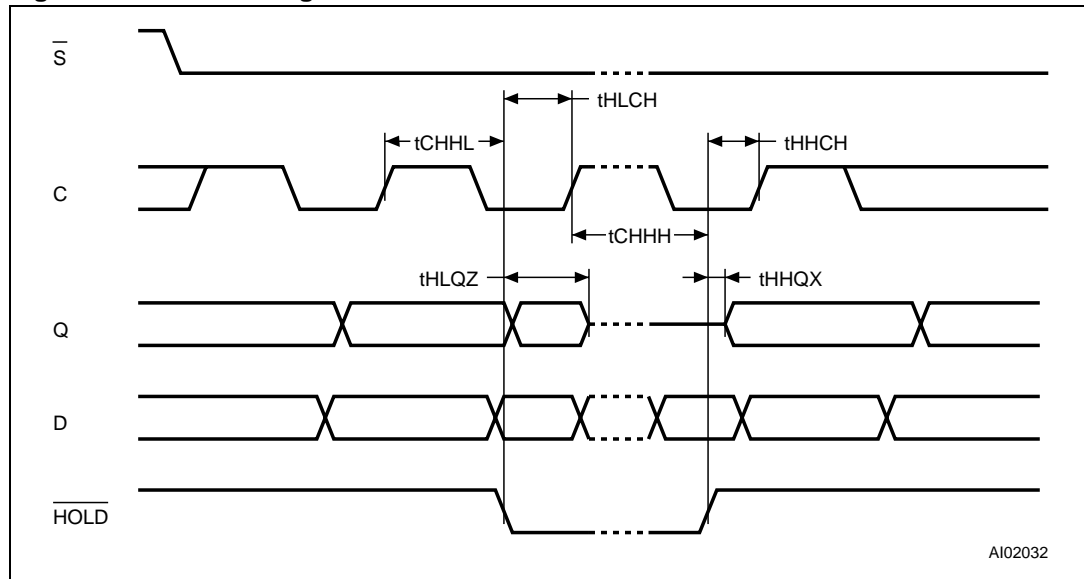 S
tHLCH
tCHHL
tHHCH
C
tCHHH
tHLQZ
tHHQX
Q
D
HOLD
AI02032